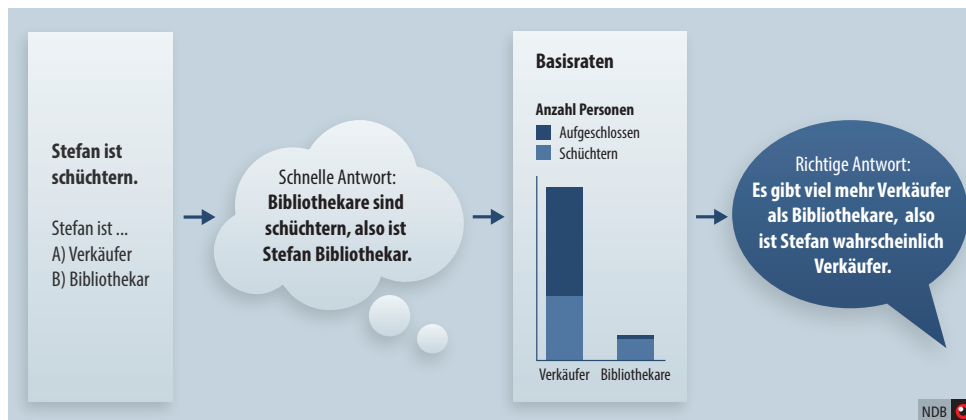 Stefan ist
schüchtern.
Stefan ist ...
A) Verkäufer
B) Bibliothekar
Schnelle Antwort:
Bibliothekare sind
schüchtern, also ist
Stefan Bibliothekar.
Basisraten
Anzahl Personen
Aufgeschlossen
Schüchtern
Verkäufer Bibliothekare
Richtige Antwort:
Es gibt viel mehr Verkäufer
als Bibliothekare, also
ist Stefan wahrscheinlich
Verkäufer.
NDB